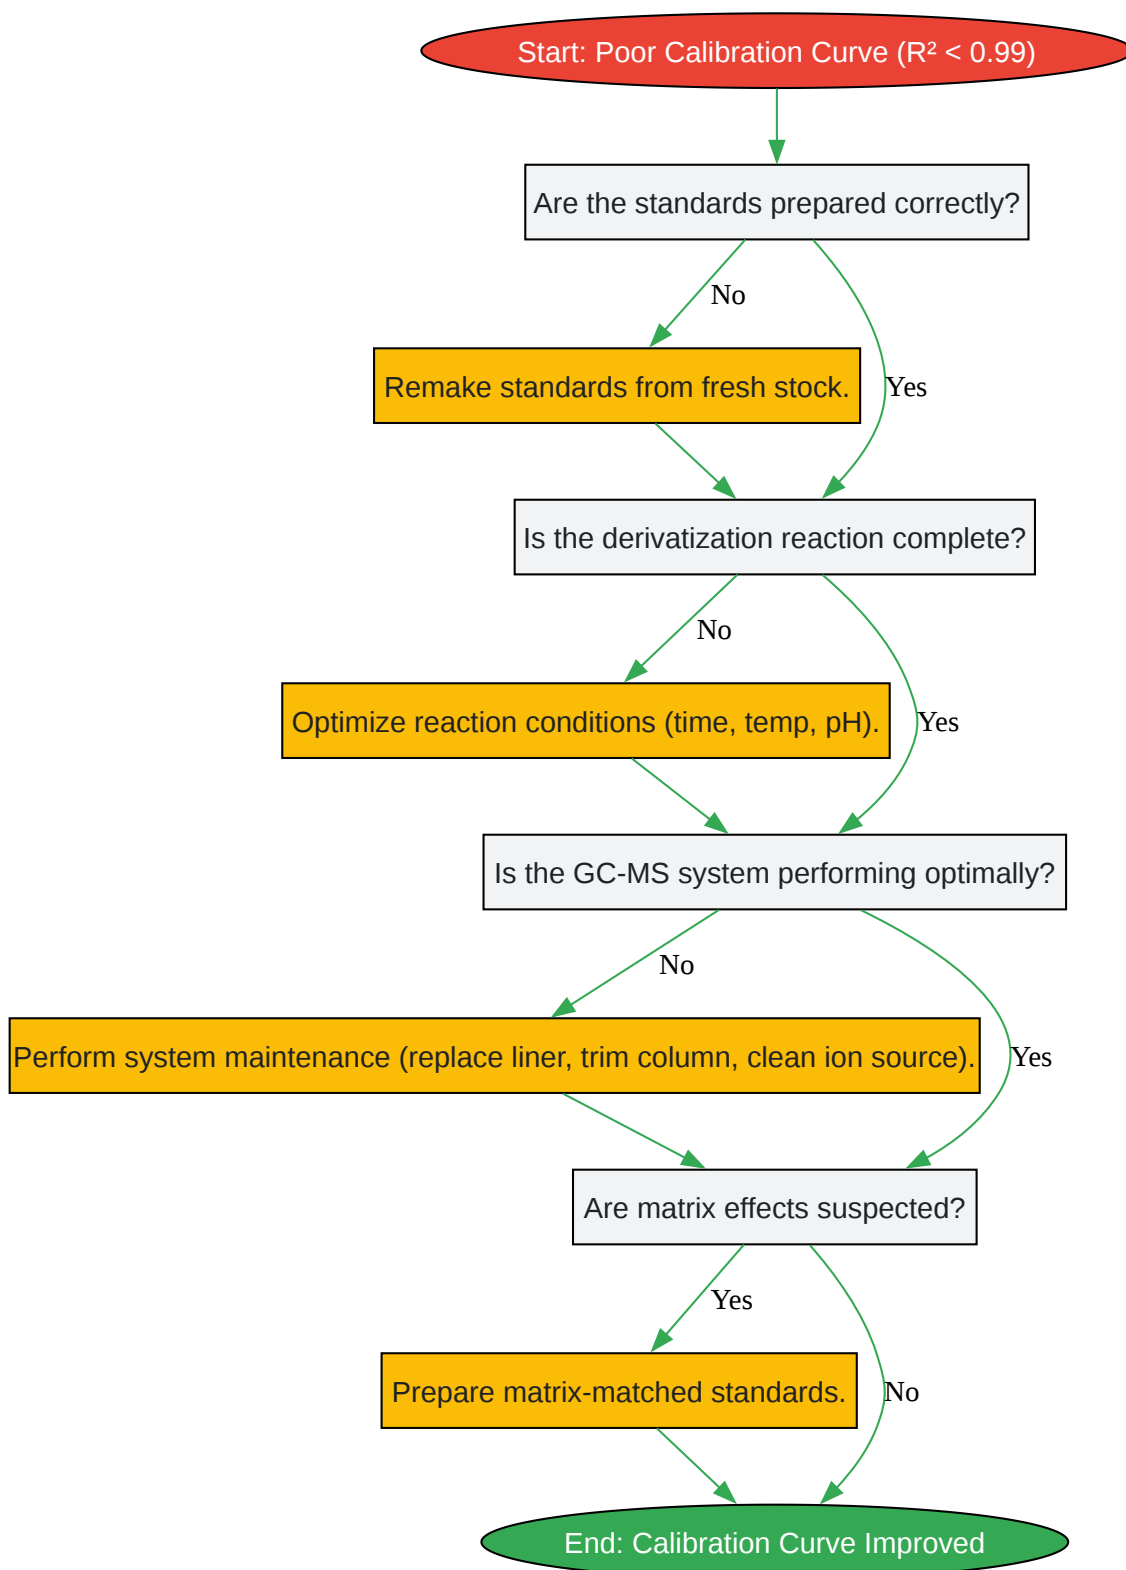 Start: Poor Calibration Curve (R² < 0.99)
Are the standards prepared correctly?
No
Remake standards from fresh stock.
Yes
Is the derivatization reaction complete?
No
Optimize reaction conditions (time, temp, pH).
Yes
Is the GC-MS system performing optimally?
No
Perform system maintenance (replace liner, trim column, clean ion source).
Yes
Are matrix effects suspected?
Yes
Prepare matrix-matched standards.
No
End: Calibration Curve Improved